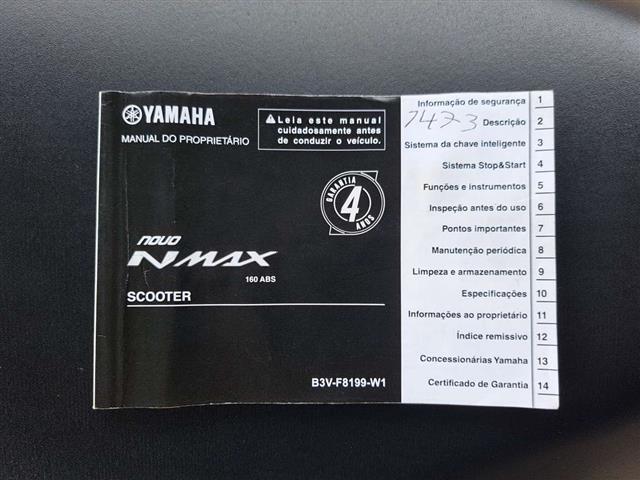 YAMAHA
MANUAL DO PROPRIETÁRIO
Leia este manual
cuidadosamente antes
de conduzir o veículo.
GARANTIA
4
ANOS
novo
NMAX
160 ABS
SCOOTER
B3V-F8199-W1
Informação de segurança 1
7473 Descrição 2
Sistema da chave inteligente 3
Sistema Stop&Start 4
Funções e instrumentos 5
Inspeção antes do uso 6
Pontos importantes 7
Manutenção periódica 8
Limpeza e armazenamento 9
Especificações 10
Informações ao proprietário 11
Índice remissivo 12
Concessionárias Yamaha 13
Certificado de Garantia 14